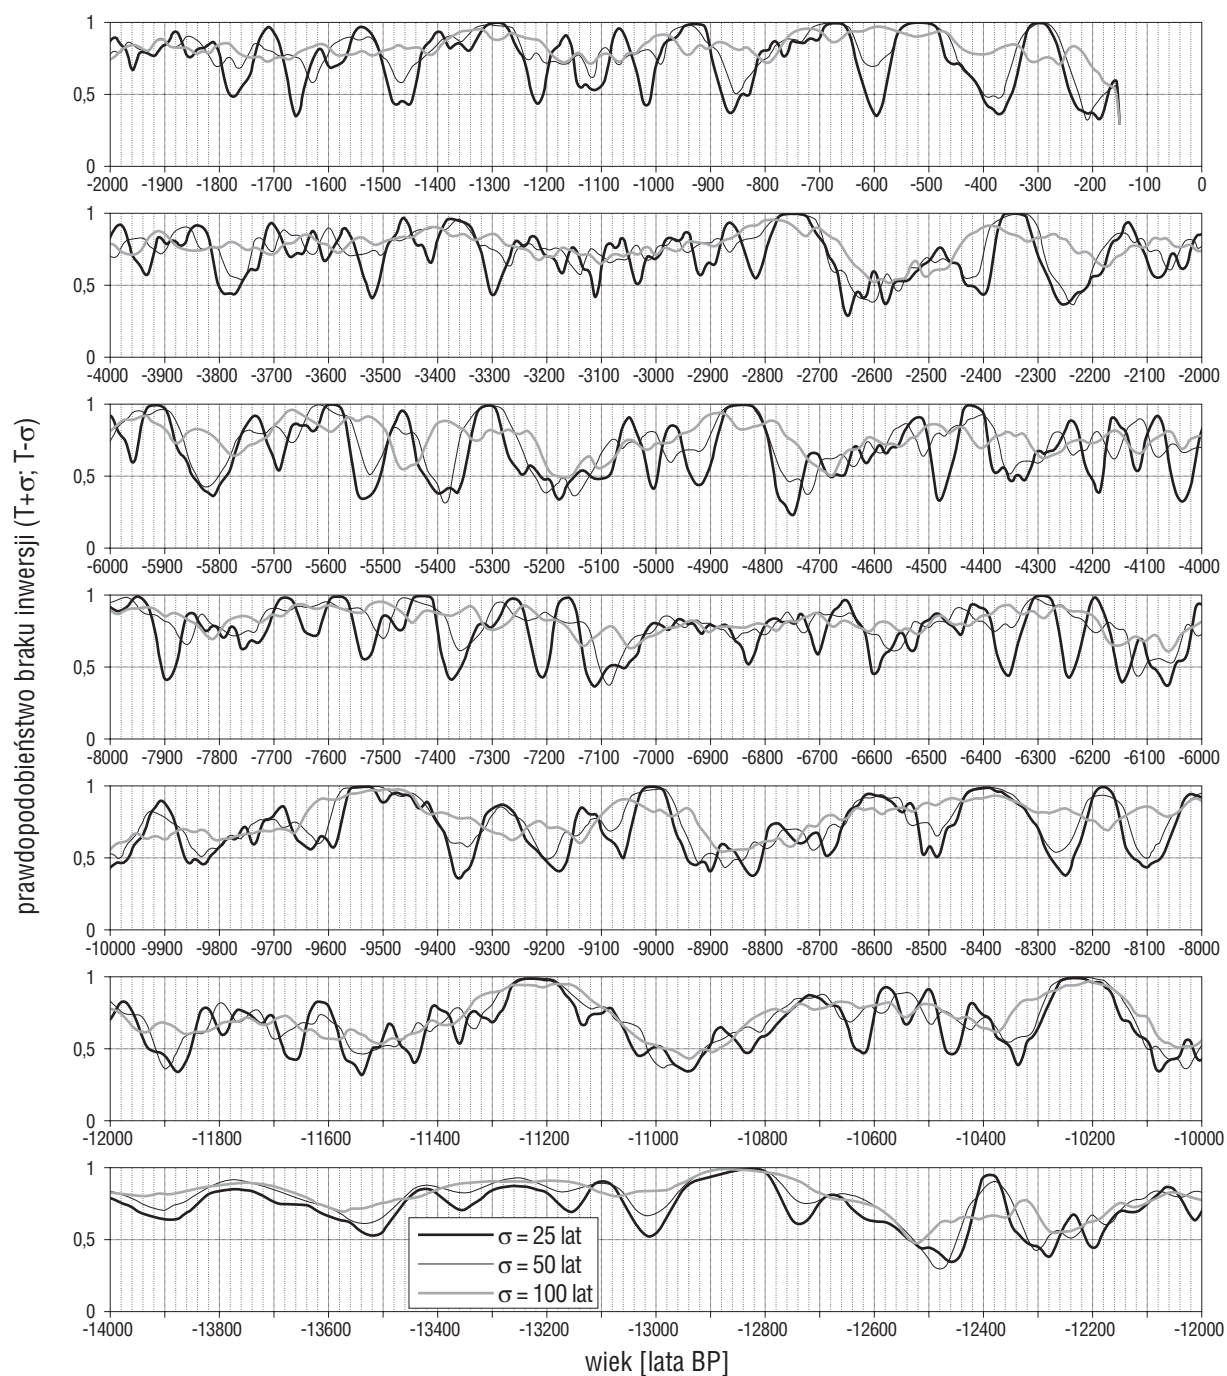 prawdopodobieństwo braku inwersji (T+σ; T-σ)
1
0,5
0
-2000 -1900 -1800 -1700 -1600 -1500 -1400 -1300 -1200 -1100 -1000 -900 -800 -700 -600 -500 -400 -300 -200 -100 0
1
0,5
0
-4000 -3900 -3800 -3700 -3600 -3500 -3400 -3300 -3200 -3100 -3000 -2900 -2800 -2700 -2600 -2500 -2400 -2300 -2200 -2100 -2000
1
0,5
0
-6000 -5900 -5800 -5700 -5600 -5500 -5400 -5300 -5200 -5100 -5000 -4900 -4800 -4700 -4600 -4500 -4400 -4300 -4200 -4100 -4000
1
0,5
0
-8000 -7900 -7800 -7700 -7600 -7500 -7400 -7300 -7200 -7100 -7000 -6900 -6800 -6700 -6600 -6500 -6400 -6300 -6200 -6100 -6000
1
0,5
0
-10000 -9900 -9800 -9700 -9600 -9500 -9400 -9300 -9200 -9100 -9000 -8900 -8800 -8700 -8600 -8500 -8400 -8300 -8200 -8100 -8000
1
0,5
0
-12000 -11800 -11600 -11400 -11200 -11000 -10800 -10600 -10400 -10200 -10000
1
0,5
0
σ = 25 lat
σ = 50 lat
σ = 100 lat
-14000 -13800 -13600 -13400 -13200 -13000 -12800 -12600 -12400 -12200 -12000
wiek [lata BP]